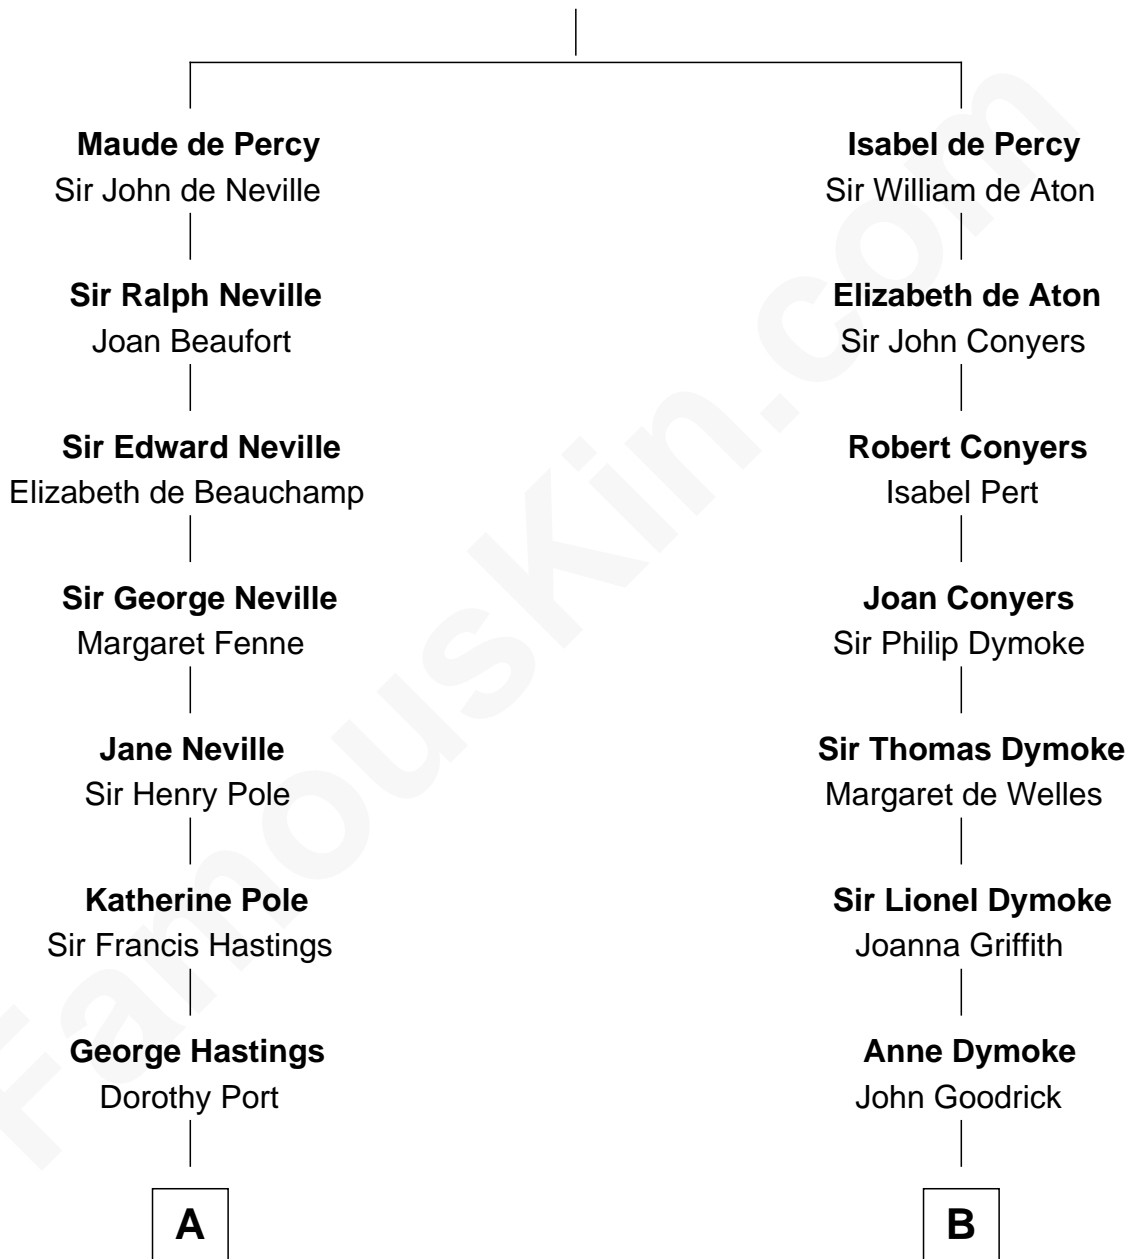 Maude de Percy
Sir John de Neville
Isabel de Percy
Sir William de Aton
Sir Ralph Neville
Joan Beaufort
Elizabeth de Aton
Sir John Conyers
Sir Edward Neville
Elizabeth de Beauchamp
Robert Conyers
Isabel Pert
Sir George Neville
Margaret Fenne
Joan Conyers
Sir Philip Dymoke
Jane Neville
Sir Henry Pole
Sir Thomas Dymoke
Margaret de Welles
Katherine Pole
Sir Francis Hastings
Sir Lionel Dymoke
Joanna Griffith
George Hastings
Dorothy Port
Anne Dymoke
John Goodrick
A
B
FamousKin.com